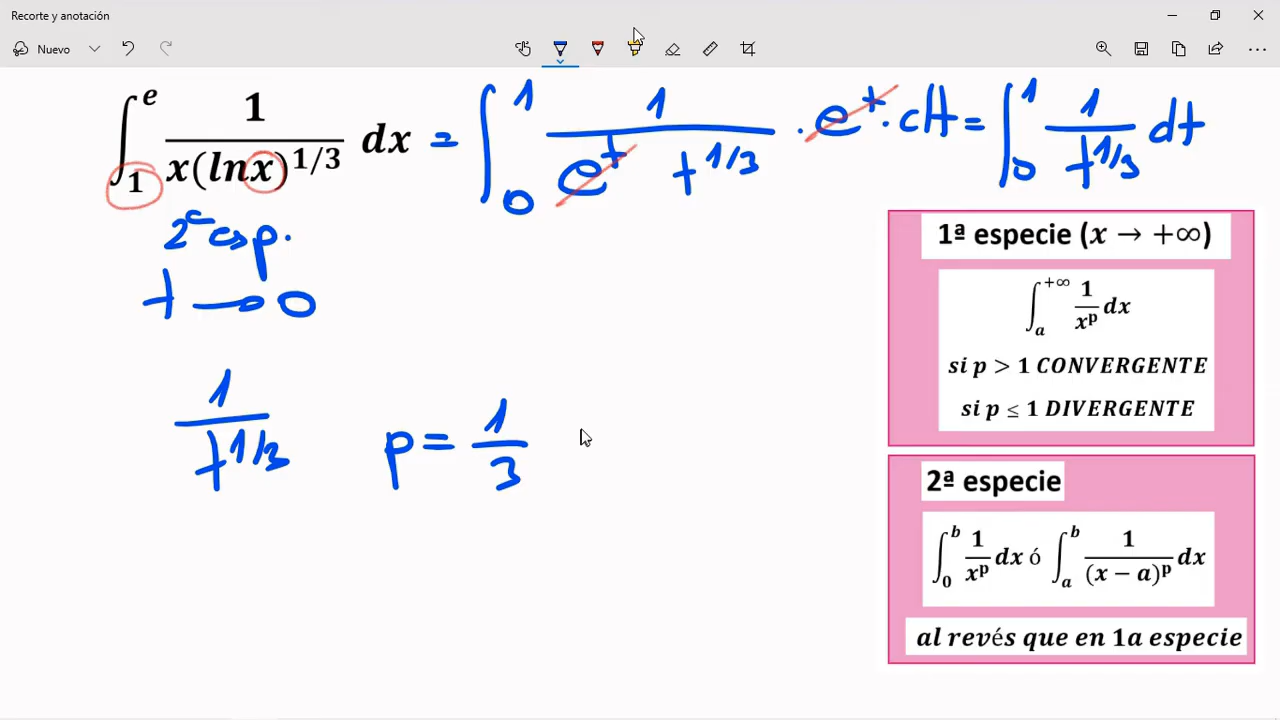 Recorte y anotación
Nuevo
∫₁ᵉ 1/(x(lnx)^{1/3}) dx = ∫₀¹ 1/(e^t t^{1/3}) · e^t · dt = ∫₀¹ 1/t^{1/3} dt
2ª esp.
t → 0
1/t^{1/3} p = 1/3
1ª especie (x → +∞)
∫ₐ^{+∞} 1/x^p dx
si p > 1 CONVERGENTE
si p ≤ 1 DIVERGENTE
2ª especie
∫₀ᵇ 1/x^p dx ó ∫ₐᵇ 1/(x − a)^p dx
al revés que en 1a especie